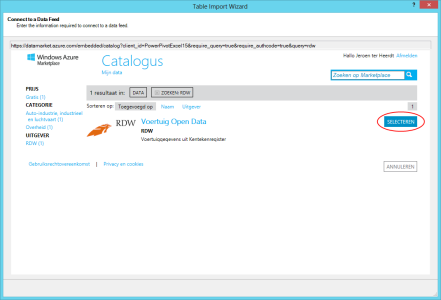 Table Import Wizard
?
Connect to a Data Feed
Enter the information required to connect to a data feed.
https://datamarket.azure.com/embedded/catalog?client_id=PowerPivotExcel15&require_query=true&require_authcode=true&query=rdw
Windows Azure
Marketplace
Catalogus
Mijn data
Hallo Jeroen ter Heerdt Afmelden
Zoeken op Marketplace
PRIJS
Gratis (1)
CATEGORIE
Auto-industrie, industrieel
en luchtvaart (1)
Overheid (1)
UITGEVER
RDW (1)
1 resultaat in: DATA ZOEKEN: RDW
Sorteren op: Toegevoegd op Naam Uitgever 1
RDW
Voertuig Open Data
RDW
Voertuiggegevens uit Kentekenregister
SELECTEREN
Gebruiksrechtovereenkomst | Privacy en cookies
ANNULEREN